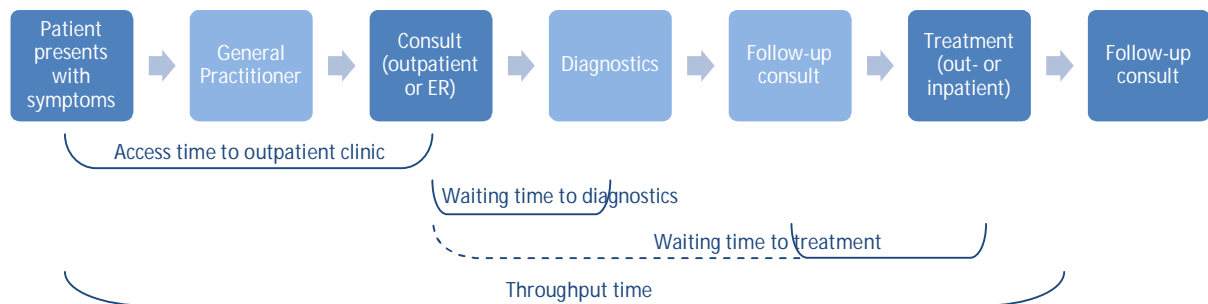 Patient
presents
with
symptoms
General
Practitioner
Consult
(outpatient
or ER)
Diagnostics
Follow-up
consult
Treatment
(out- or
inpatient)
Follow-up
consult
Access time to outpatient clinic
Waiting time to diagnostics
Waiting time to treatment
Throughput time